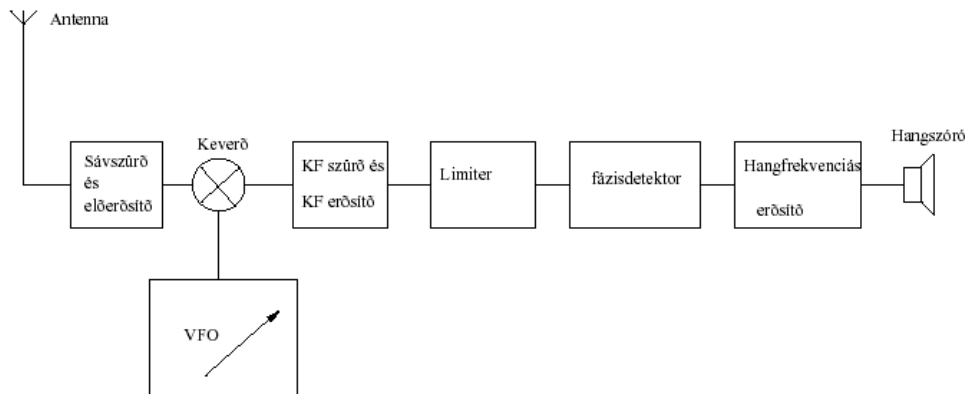 Antenna
Sávszûrõ
és
elõerõsítõ
Keverõ
KF szûrõ és
KF erõsítõ
Limiter
fázisdetektor
Hangfrekvenciás
erõsítõ
Hangszóró
VFO